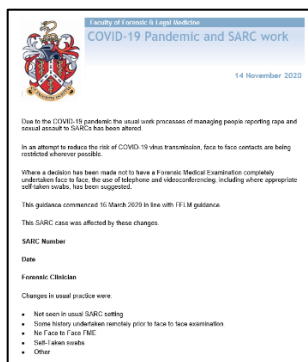 Faculty of Forensic & Legal Medicine
COVID-19 Pandemic and SARC work
14 November 2020
Due to the COVID-19 pandemic the usual work processes of managing people reporting rape and
sexual assault to SARCs has been altered.
In an attempt to reduce the risk of COVID-19 virus transmission, face to face contacts are being
restricted wherever possible.
Where a decision has been made not to have a Forensic Medical Examination completely
undertaken face to face, the use of telephone and videoconferencing, including where appropriate
self-taken swabs, has been suggested.
This guidance commenced 16 March 2020 in line with FFLM guidance.
This SARC case was affected by these changes.
SARC Number
Date
Forensic Clinician
Changes in usual practice were:
• Not seen in usual SARC setting
• Some history undertaken remotely prior to face to face examination
• No Face to Face FME
• Self-Taken swabs
• Other